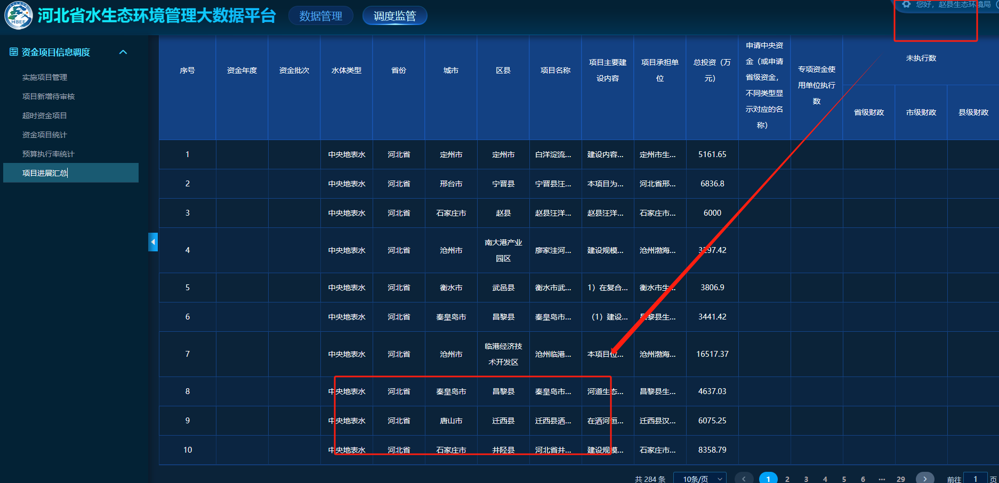 HBEE
河北省水生态环境管理大数据平台
数据管理
调度监管
您好，赵县生态环境局
资金项目信息调度
实施项目管理
项目新增待审核
超时资金项目
资金项目统计
预算执行率统计
项目进展汇总
序号 资金年度 资金批次 水体类型 省份 城市 区县 项目名称
项目主要建
设内容
项目承担单
位
总投资（万
元）
申请中央资
金（或申请
省级资金，
不同类型显
示对应的名
称）
专项资金使
用单位执行
数
未执行数
省级财政 市级财政 县级财政
1 中央地表水 河北省 定州市 定州市 白洋淀流... 建设内容... 定州市生... 5161.65
2 中央地表水 河北省 邢台市 宁晋县 宁晋县汪... 本项目为... 河北省邢... 6836.8
3 中央地表水 河北省 石家庄市 赵县 赵县汪洋... 赵县汪洋... 石家庄市... 6000
4 中央地表水 河北省 沧州市 南大港产业
园区 廖家洼河... 建设规模... 沧州渤海... 3297.42
5 中央地表水 河北省 衡水市 武邑县 衡水市武... 1）在复合... 衡水市生... 3806.9
6 中央地表水 河北省 秦皇岛市 昌黎县 秦皇岛市... （1）建设... 昌黎县生... 3441.42
7 中央地表水 河北省 沧州市 临港经济技
术开发区 沧州临港... 本项目位... 沧州渤海... 16517.37
8 中央地表水 河北省 秦皇岛市 昌黎县 秦皇岛市... 河道生态... 昌黎县生... 4637.03
9 中央地表水 河北省 唐山市 迁西县 迁西县洒... 在洒河恒... 迁西县汉... 6075.25
10 中央地表水 河北省 石家庄市 井陉县 河北省井... 建设规模... 石家庄市... 8358.79
共 284 条 10条/页 1 2 3 4 5 6 ... 29 前往 1 页